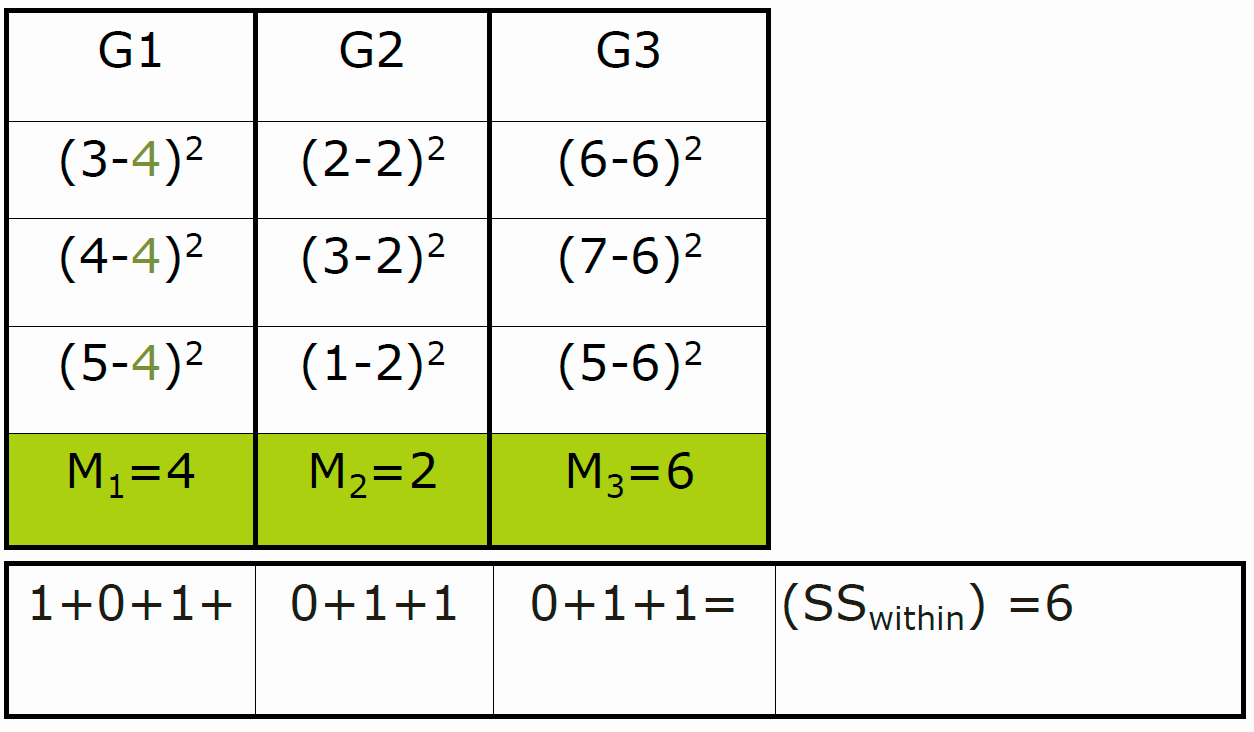 G1 G2 G3
(3-4)² (2-2)² (6-6)²
(4-4)² (3-2)² (7-6)²
(5-4)² (1-2)² (5-6)²
M₁=4 M₂=2 M₃=6
1+0+1+ 0+1+1 0+1+1= (SSwithin) =6